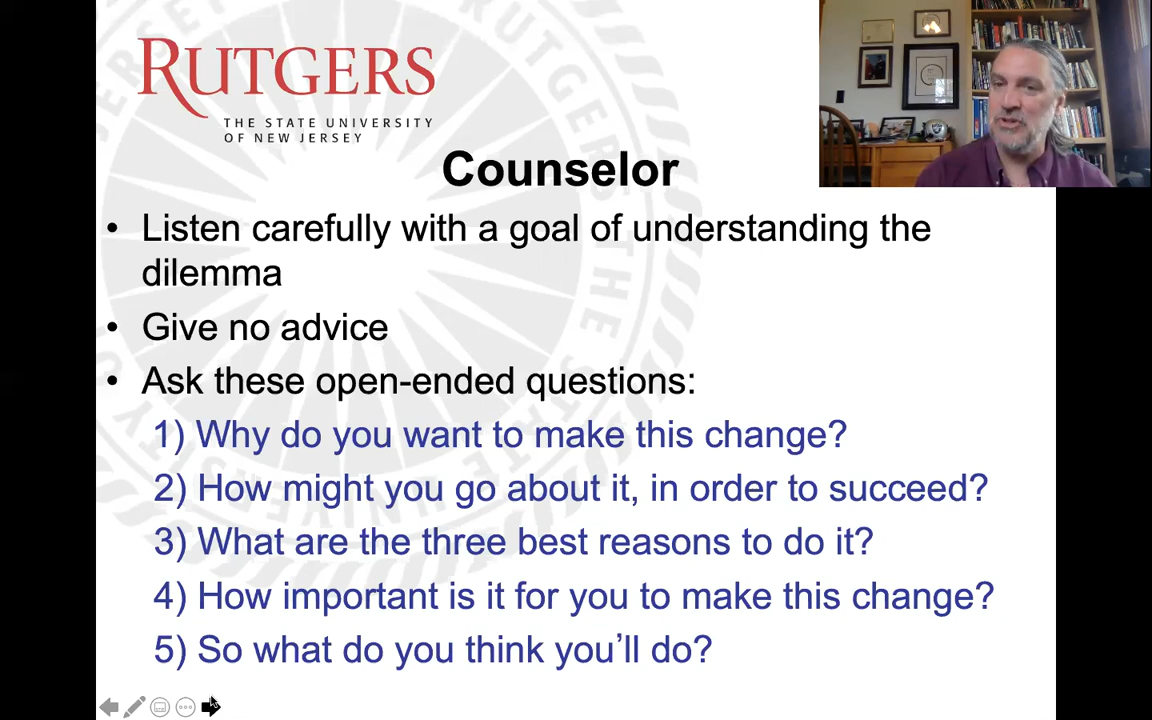 RUTGERS
THE STATE UNIVERSITY
OF NEW JERSEY
Counselor
• Listen carefully with a goal of understanding the
dilemma
• Give no advice
• Ask these open-ended questions:
1) Why do you want to make this change?
2) How might you go about it, in order to succeed?
3) What are the three best reasons to do it?
4) How important is it for you to make this change?
5) So what do you think you’ll do?